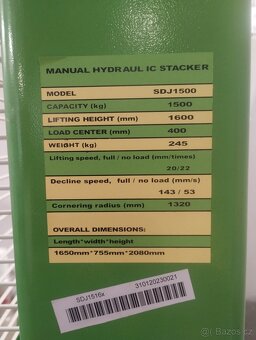 MANUAL HYDRAUL IC STACKER
MODEL SDJ1500
CAPACITY (kg) 1500
LIFTING HEIGHT (mm) 1600
LOAD CENTER (mm) 400
WEIGHT (kg) 245
Lifting speed, full / no load (mm/times)
20/22
Decline speed, full / no load (mm/s)
143 / 53
Cornering radius (mm) 1320
OVERALL DIMENSIONS:
Length*width*height
1650mm*755mm*2080mm
SDJ1516x 310120230021
Sbazoš.cz